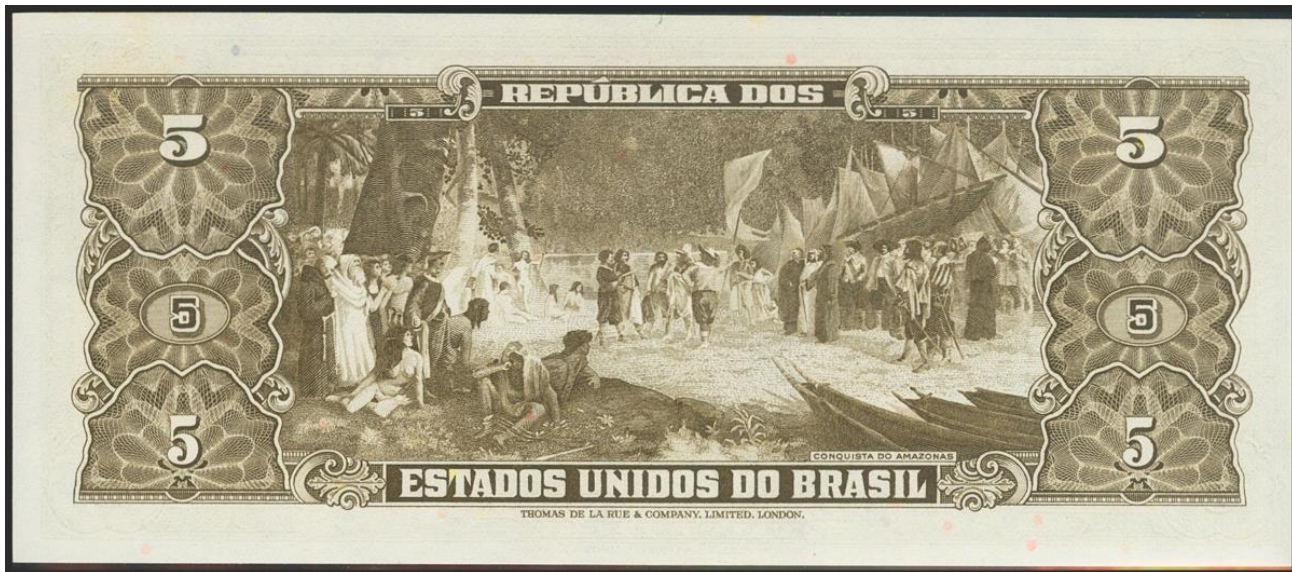 REPÚBLICA DOS
5 5
5 5
5 5
5 5
CONQUISTA DO AMAZONAS
ESTADOS UNIDOS DO BRASIL
THOMAS DE LA RUE & COMPANY, LIMITED, LONDON.